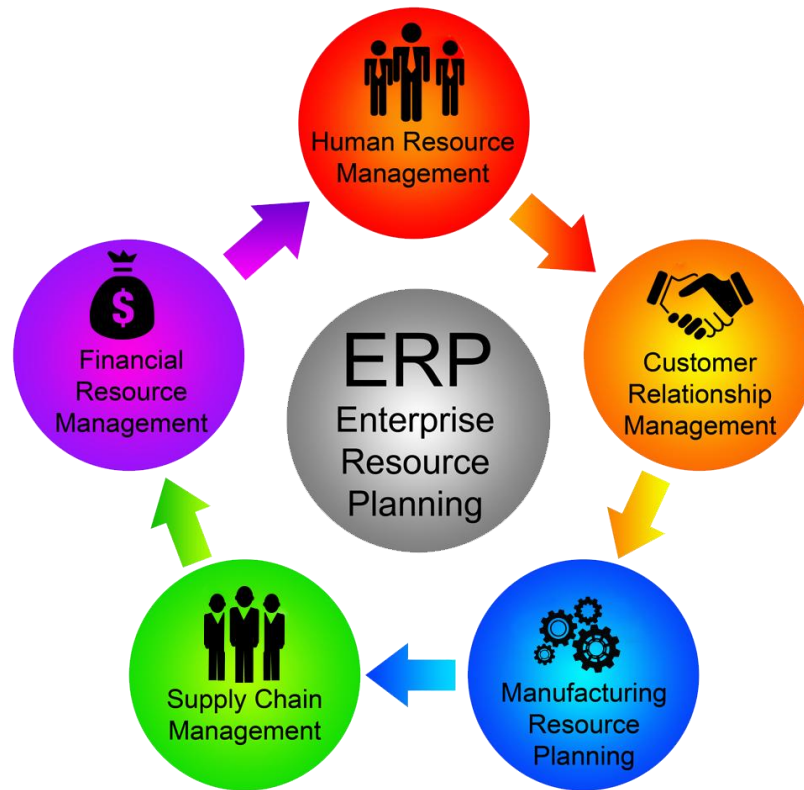 Human Resource
Management
Customer
Relationship
Management
Manufacturing
Resource
Planning
Supply Chain
Management
$
Financial
Resource
Management
ERP
Enterprise
Resource
Planning